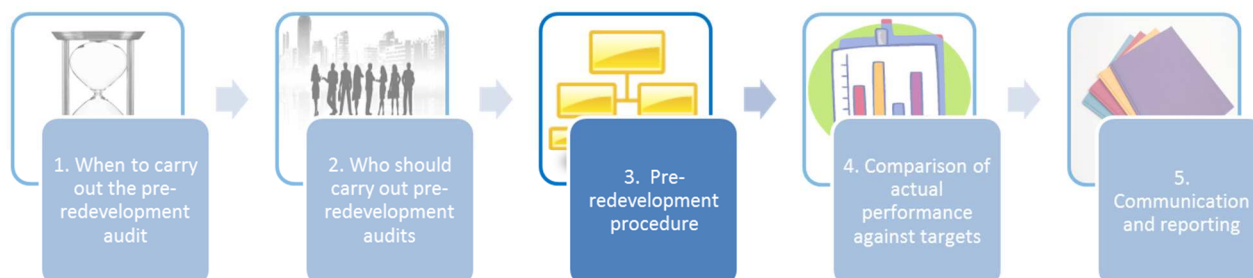 1. When to carry
out the pre-
redevelopment
audit
2. Who should
carry out pre-
redevelopment
audits
3. Pre-
redevelopment
procedure
4. Comparison of
actual
performance
against targets
5.
Communication
and reporting